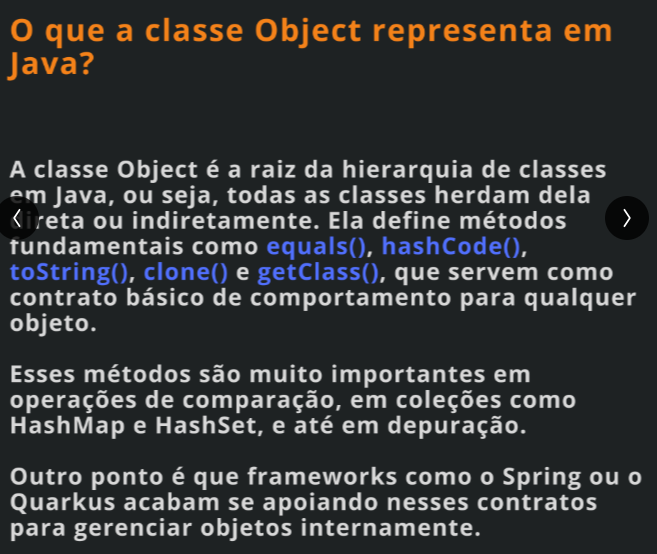 O que a classe Object representa em
Java?
A classe Object é a raiz da hierarquia de classes
em Java, ou seja, todas as classes herdam dela
direta ou indiretamente. Ela define métodos
fundamentais como equals(), hashCode(),
toString(), clone() e getClass(), que servem como
contrato básico de comportamento para qualquer
objeto.
Esses métodos são muito importantes em
operações de comparação, em coleções como
HashMap e HashSet, e até em depuração.
Outro ponto é que frameworks como o Spring ou o
Quarkus acabam se apoiando nesses contratos
para gerenciar objetos internamente.